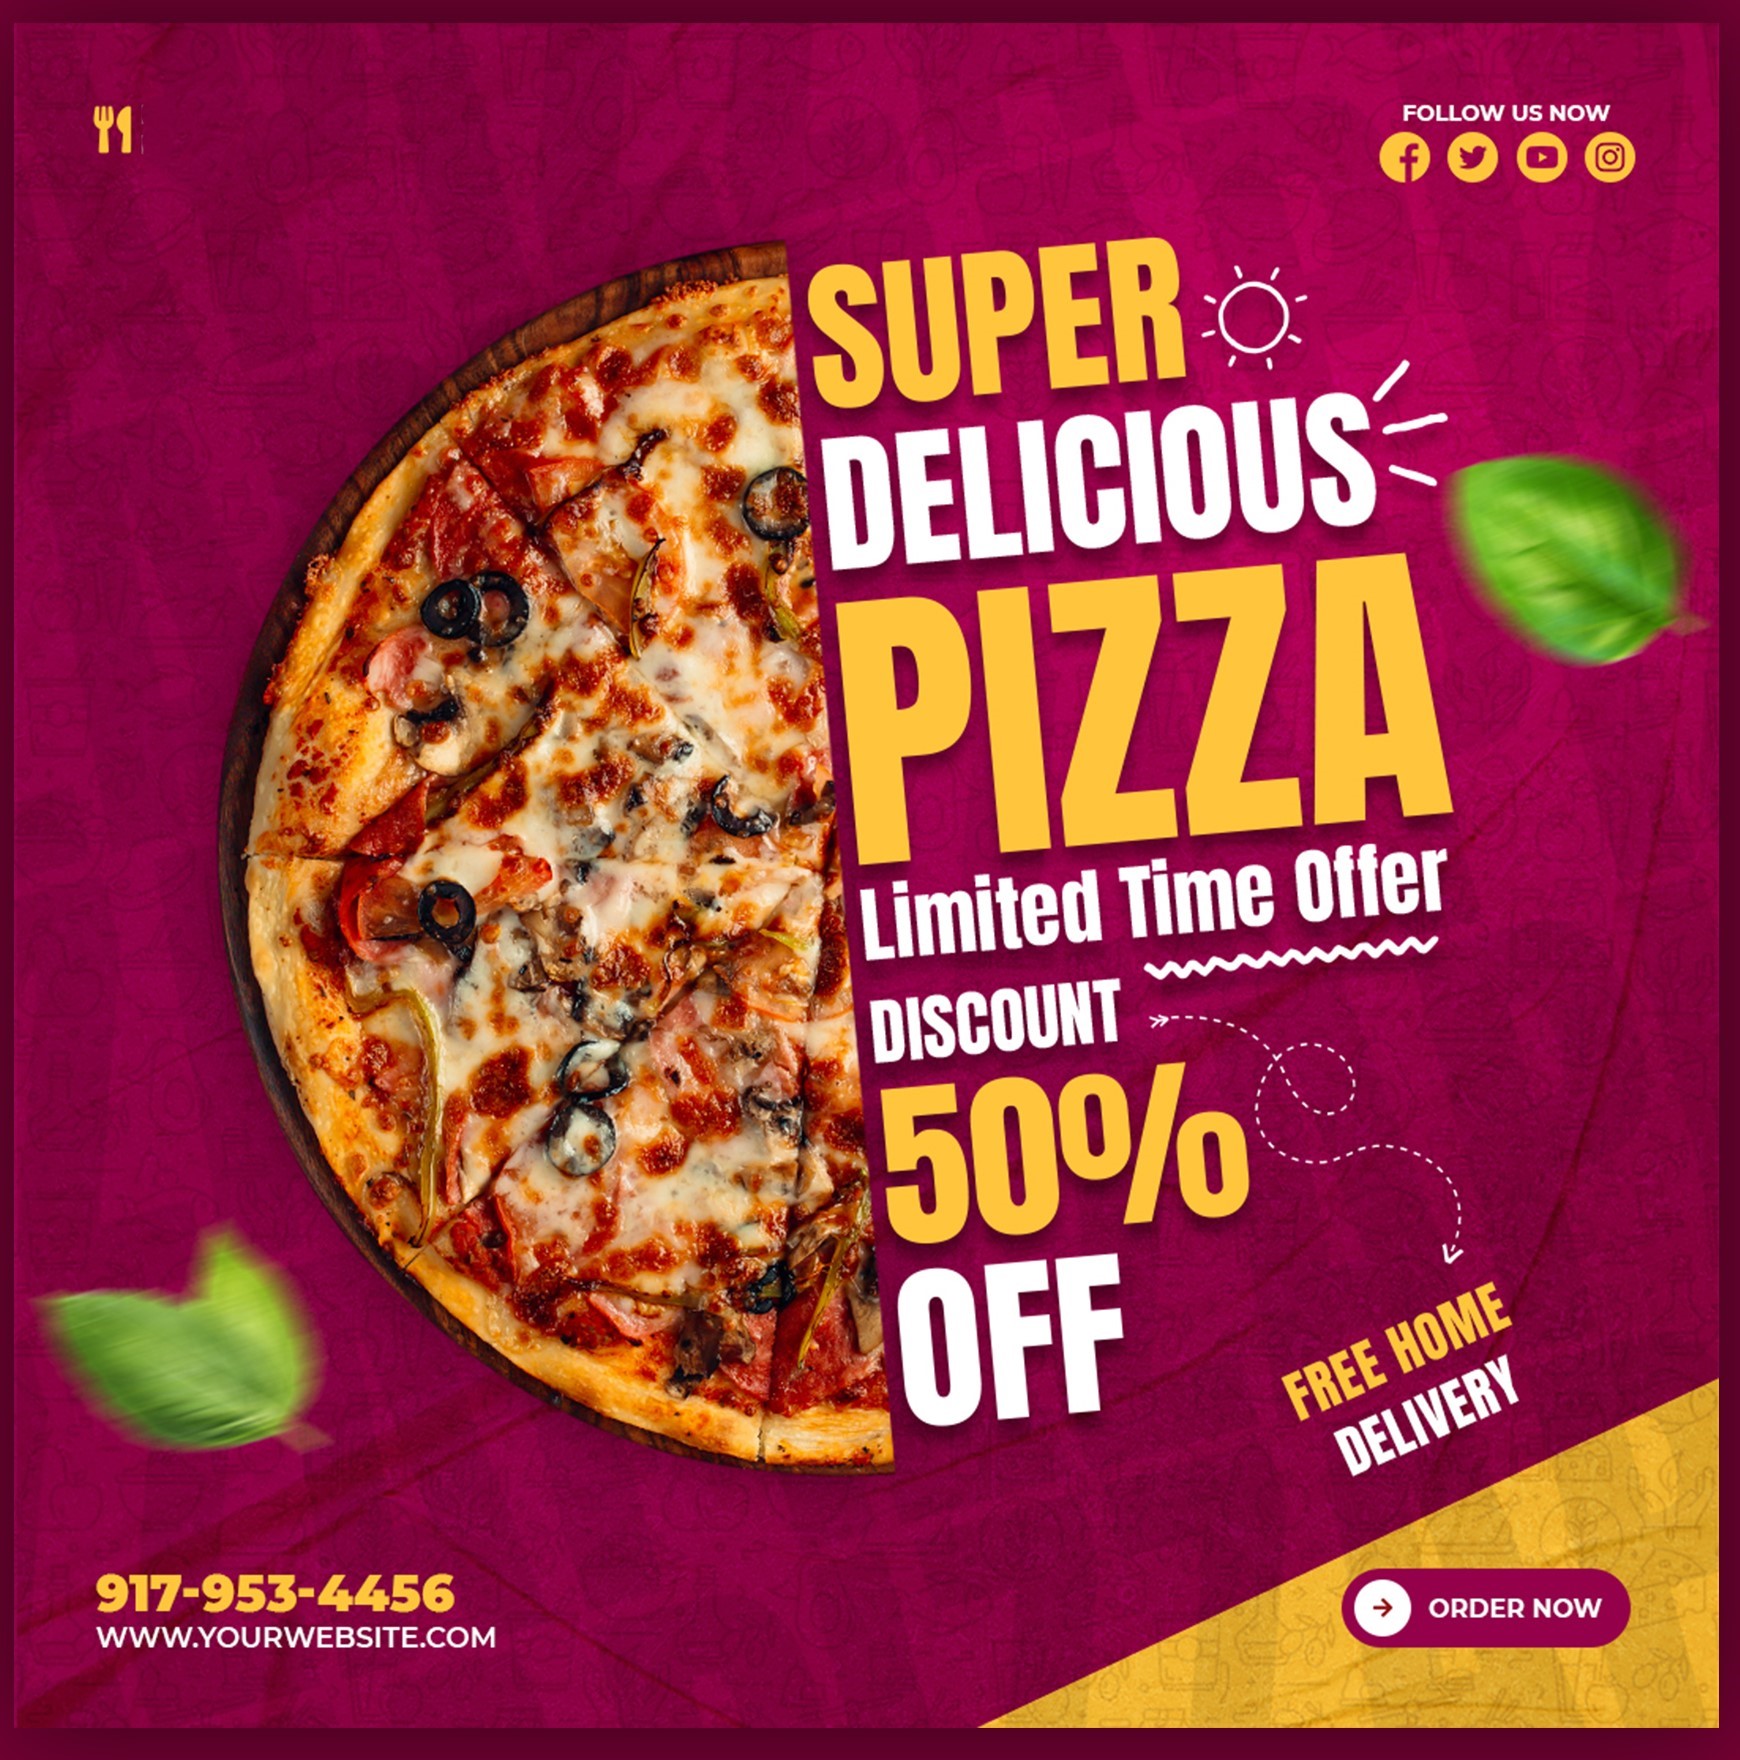 FOLLOW US NOW
SUPER
DELICIOUS
PIZZA
Limited Time Offer
DISCOUNT
50%
OFF
FREE HOME
DELIVERY
917-953-4456
WWW.YOURWEBSITE.COM
ORDER NOW